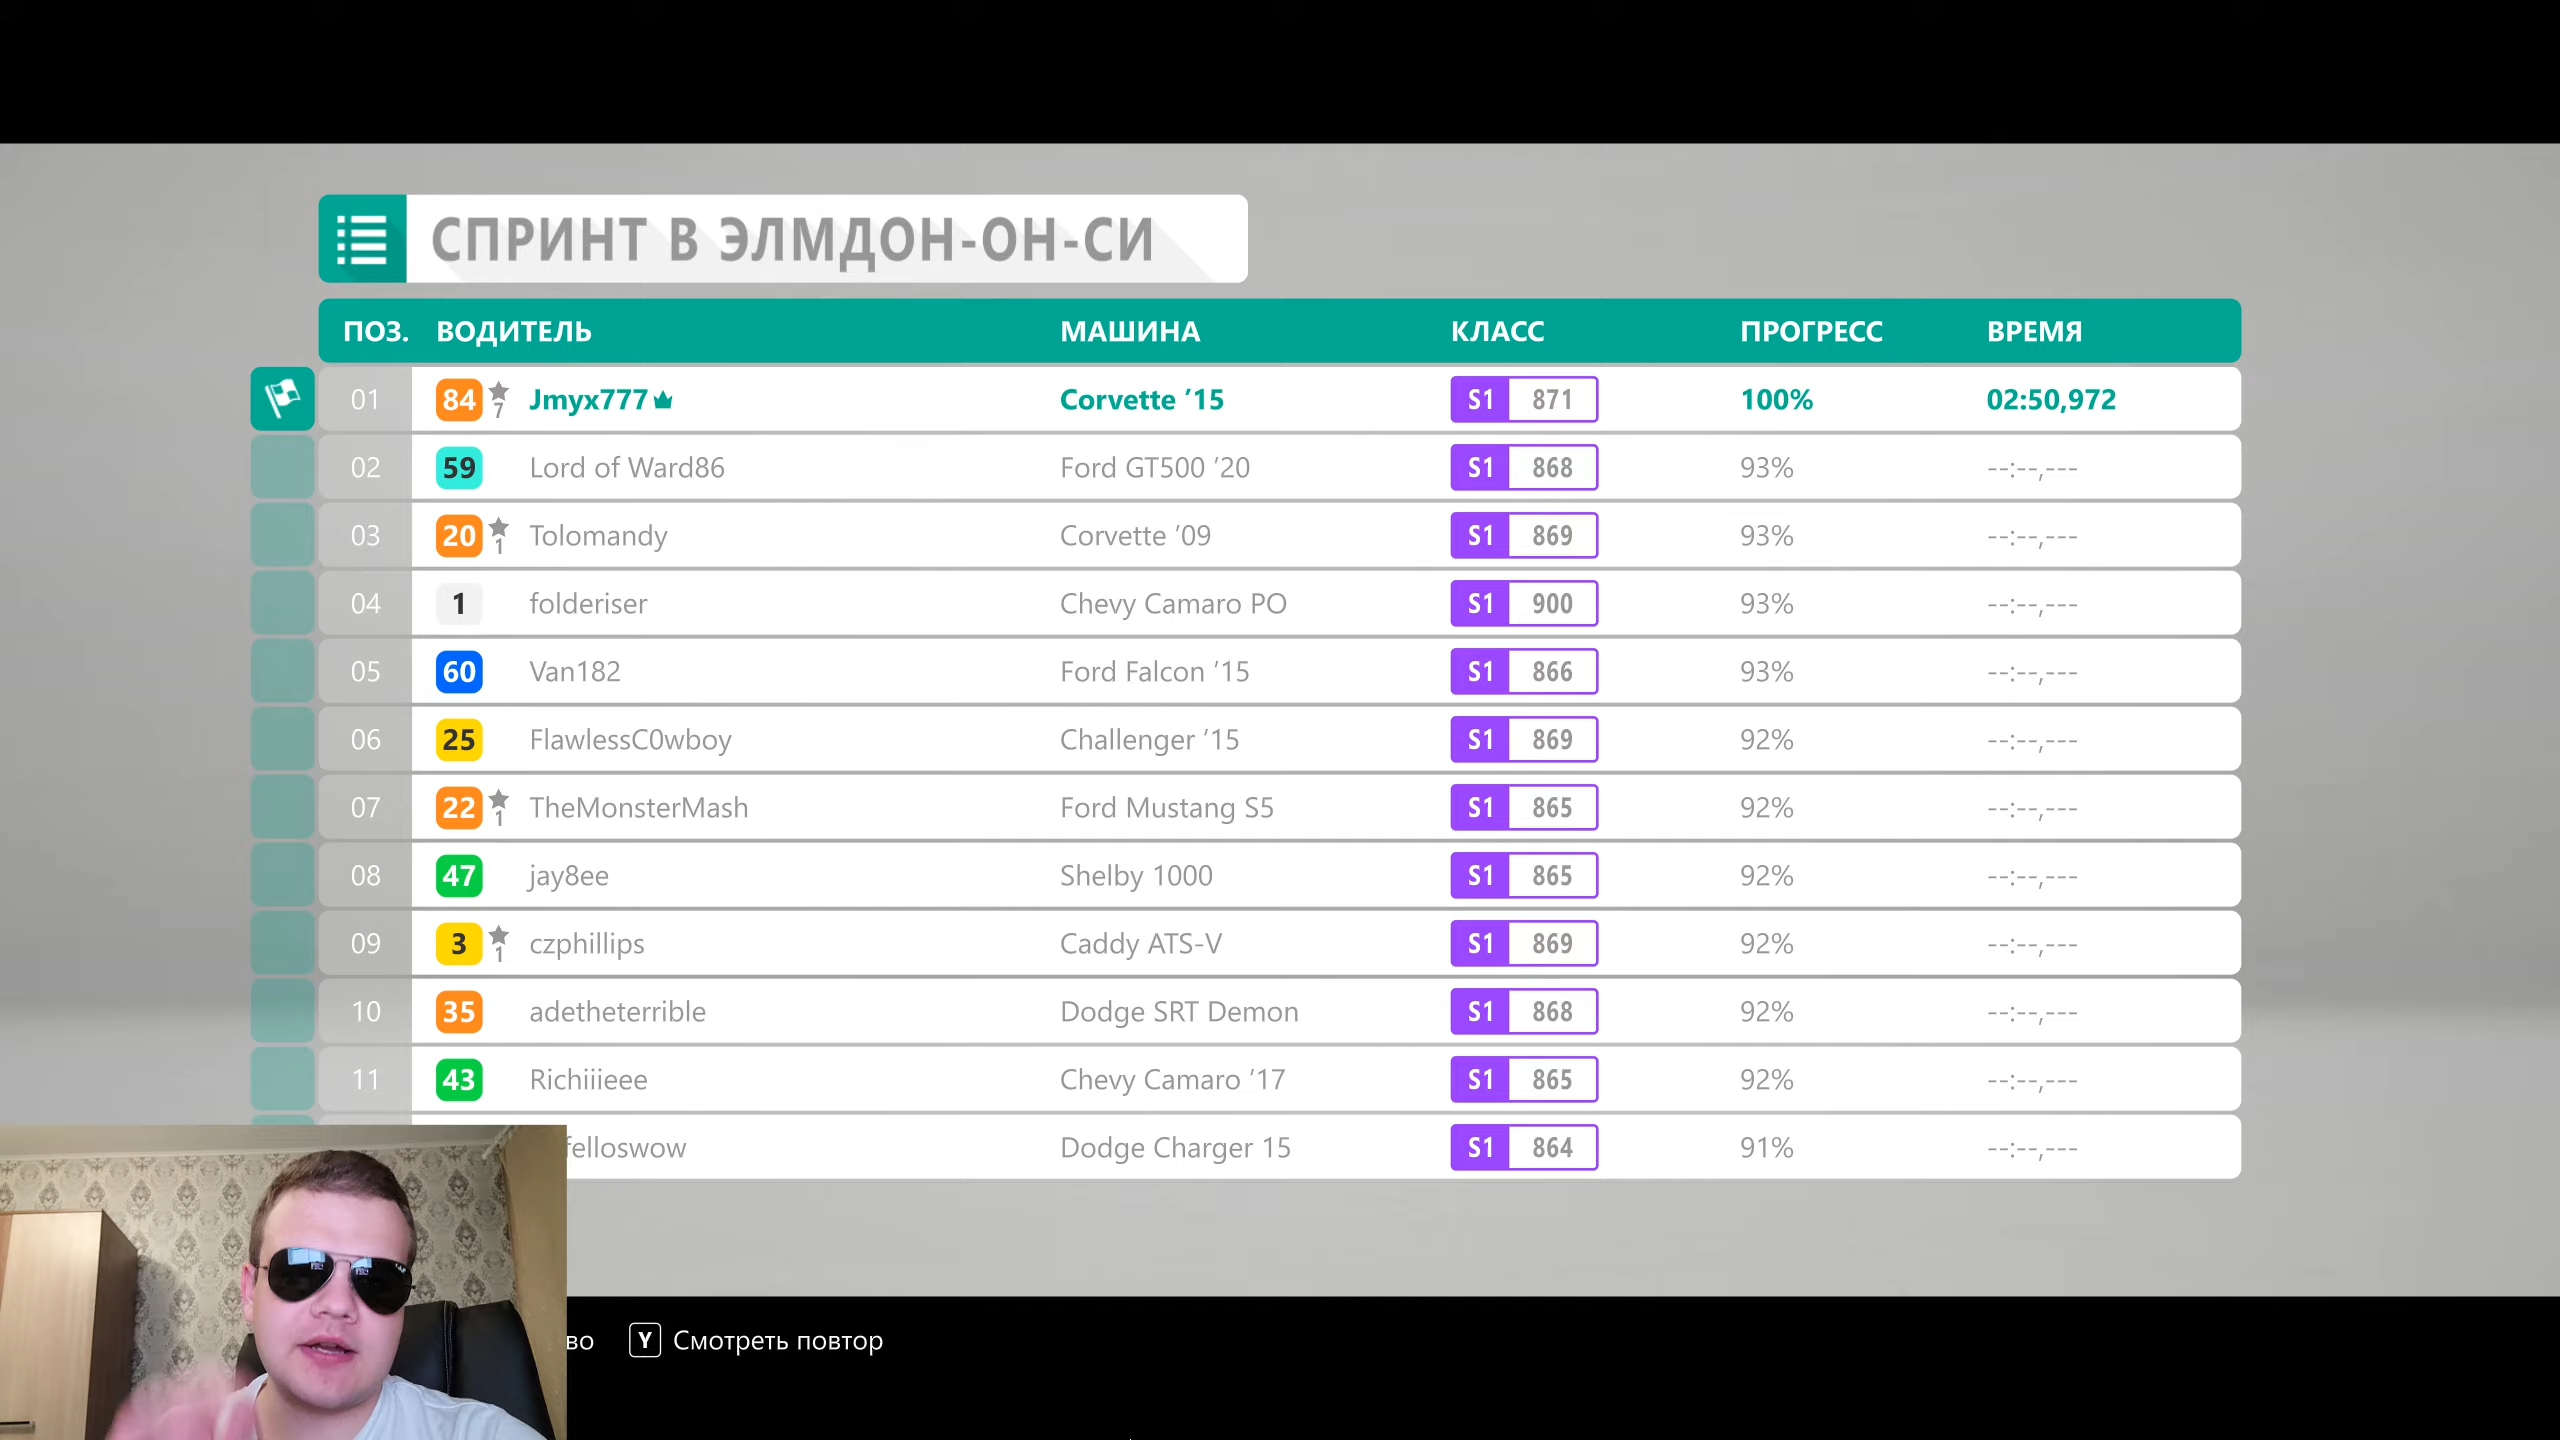 СПРИНТ В ЭЛМДОН-ОН-СИ
ПОЗ. ВОДИТЕЛЬ МАШИНА КЛАСС ПРОГРЕСС ВРЕМЯ
01 84 7 Jmyx777 Corvette ’15 S1 871 100% 02:50,972
02 59 Lord of Ward86 Ford GT500 ’20 S1 868 93% --:--,---
03 20 1 Tolomandy Corvette ’09 S1 869 93% --:--,---
04 1 folderiser Chevy Camaro PO S1 900 93% --:--,---
05 60 Van182 Ford Falcon ’15 S1 866 93% --:--,---
06 25 FlawlessC0wboy Challenger ’15 S1 869 92% --:--,---
07 22 1 TheMonsterMash Ford Mustang S5 S1 865 92% --:--,---
08 47 jay8ee Shelby 1000 S1 865 92% --:--,---
09 3 1 czphillips Caddy ATS-V S1 869 92% --:--,---
10 35 adetheterrible Dodge SRT Demon S1 868 92% --:--,---
11 43 Richiiieee Chevy Camaro ’17 S1 865 92% --:--,---
felloswow Dodge Charger 15 S1 864 91% --:--,---
во Y Смотреть повтор